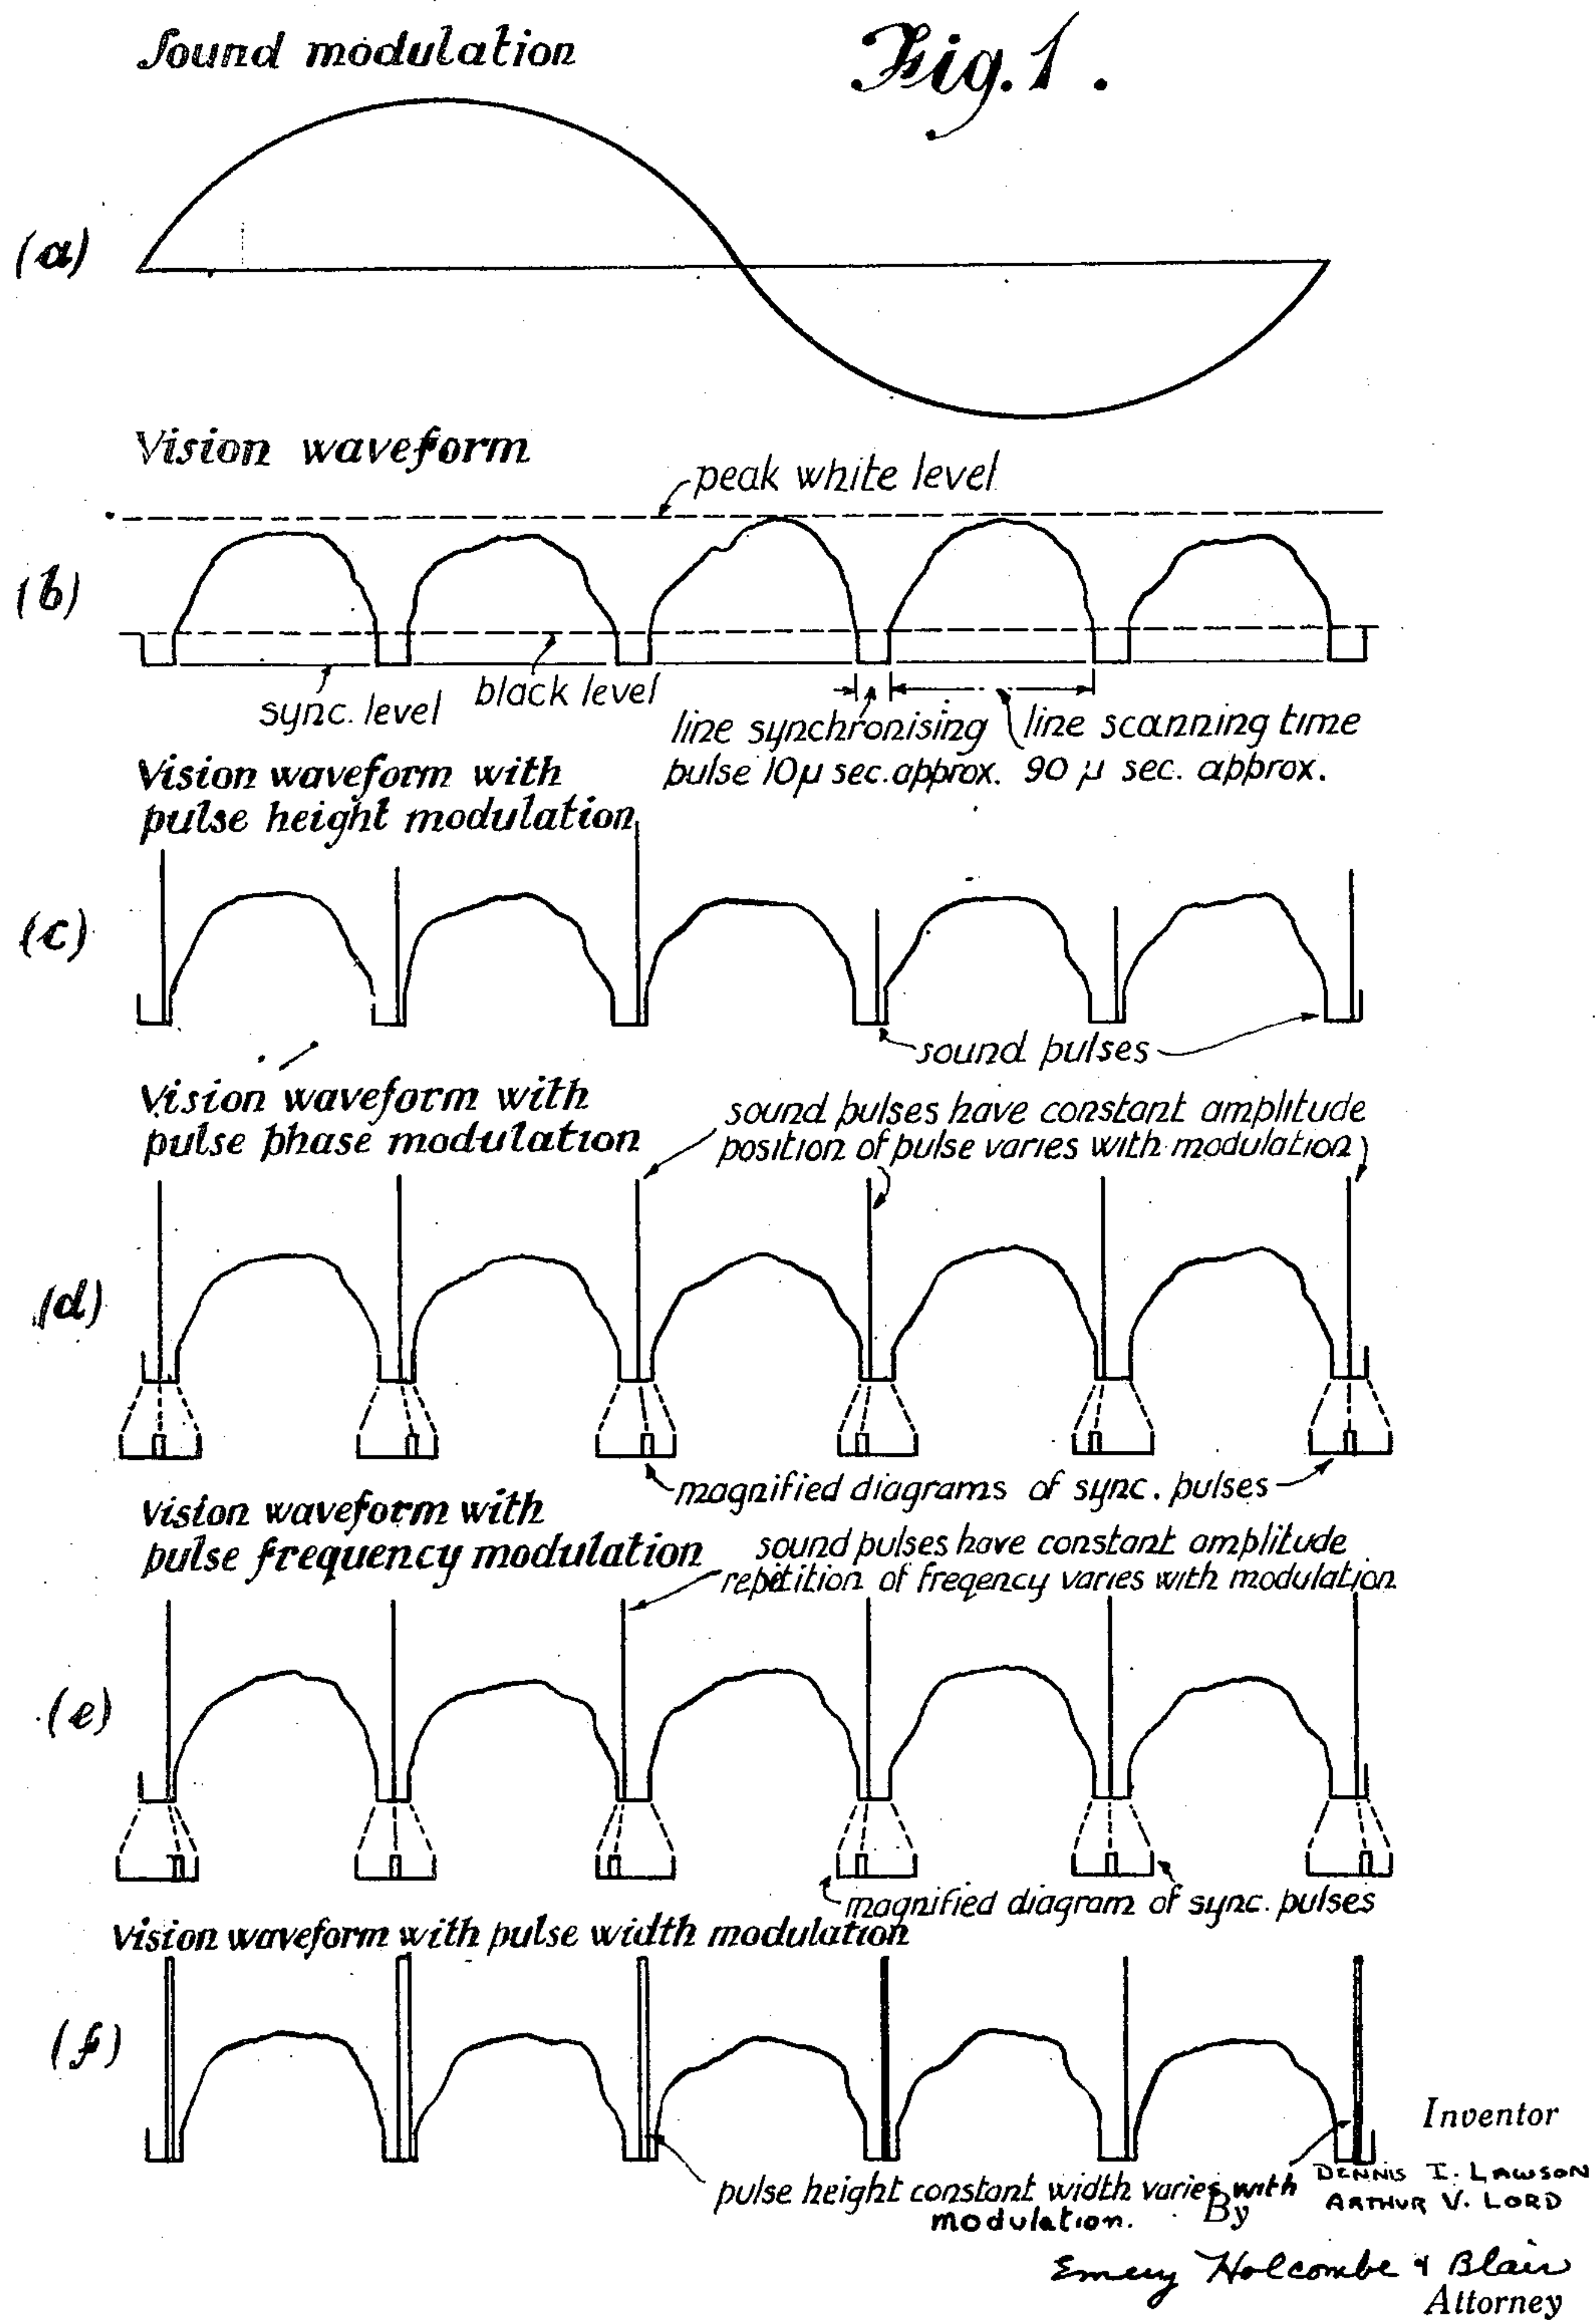 Sound modulation
Fig. 1.
(a)
Vision waveform
peak white level
(b)
sync. level
black level
line synchronising
pulse 10μ sec. approx.
line scanning time
90 μ sec. approx.
Vision waveform with
pulse height modulation
(c)
sound pulses
Vision waveform with
pulse phase modulation
sound pulses have constant amplitude
position of pulse varies with modulation
(d)
magnified diagrams of sync. pulses
Vision waveform with
pulse frequency modulation
sound pulses have constant amplitude
repitition of freqency varies with modulation
(e)
magnified diagram of sync. pulses
Vision waveform with pulse width modulation
(f)
pulse height constant width varies with
modulation.
Inventor
DENNIS I. LAWSON
ARTHUR V. LORD
By
Emery Holcombe & Blair
Attorney